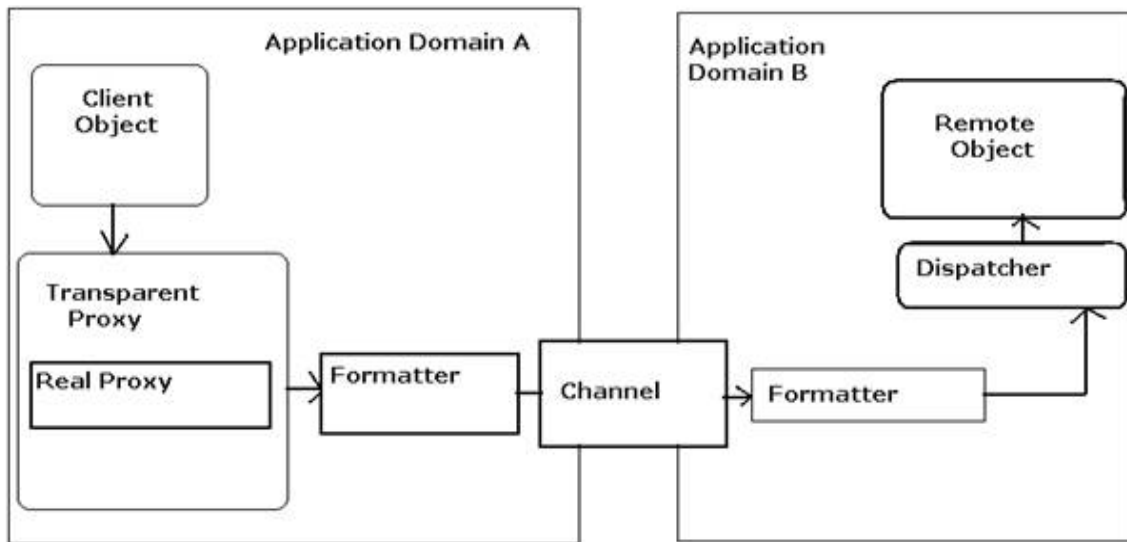 Application Domain A
Client
Object
Transparent
Proxy
Real Proxy
Formatter
Channel
Application
Domain B
Remote
Object
Dispatcher
Formatter